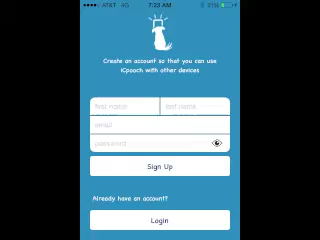 AT&T 4G 7:23 AM
Create an account so that you can use
iCpooch with other devices
first name last name
email
password
Sign Up
Already have an account?
Login